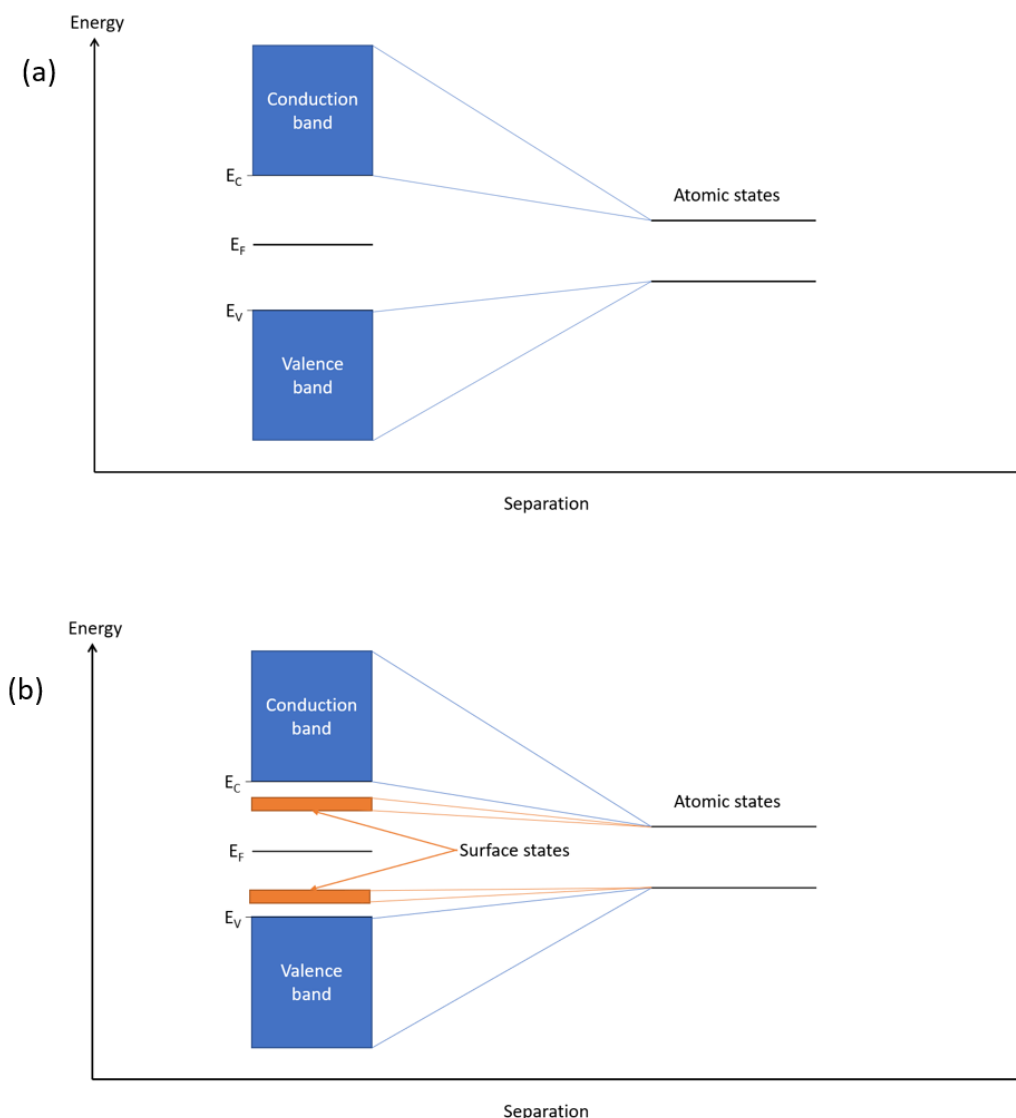 Energy
(a)
Conduction
band
E_C
Atomic states
E_F
E_V
Valence
band
Separation
Energy
(b)
Conduction
band
E_C
Atomic states
E_F
Surface states
E_V
Valence
band
Separation